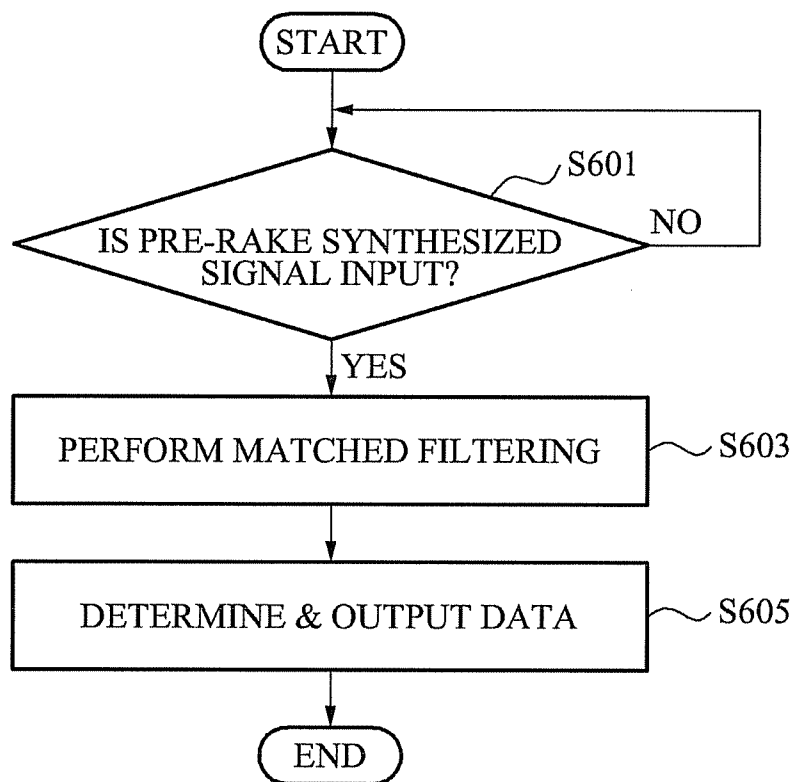 START
S601
NO
IS PRE-RAKE SYNTHESIZED
SIGNAL INPUT?
YES
PERFORM MATCHED FILTERING
S603
DETERMINE & OUTPUT DATA
S605
END